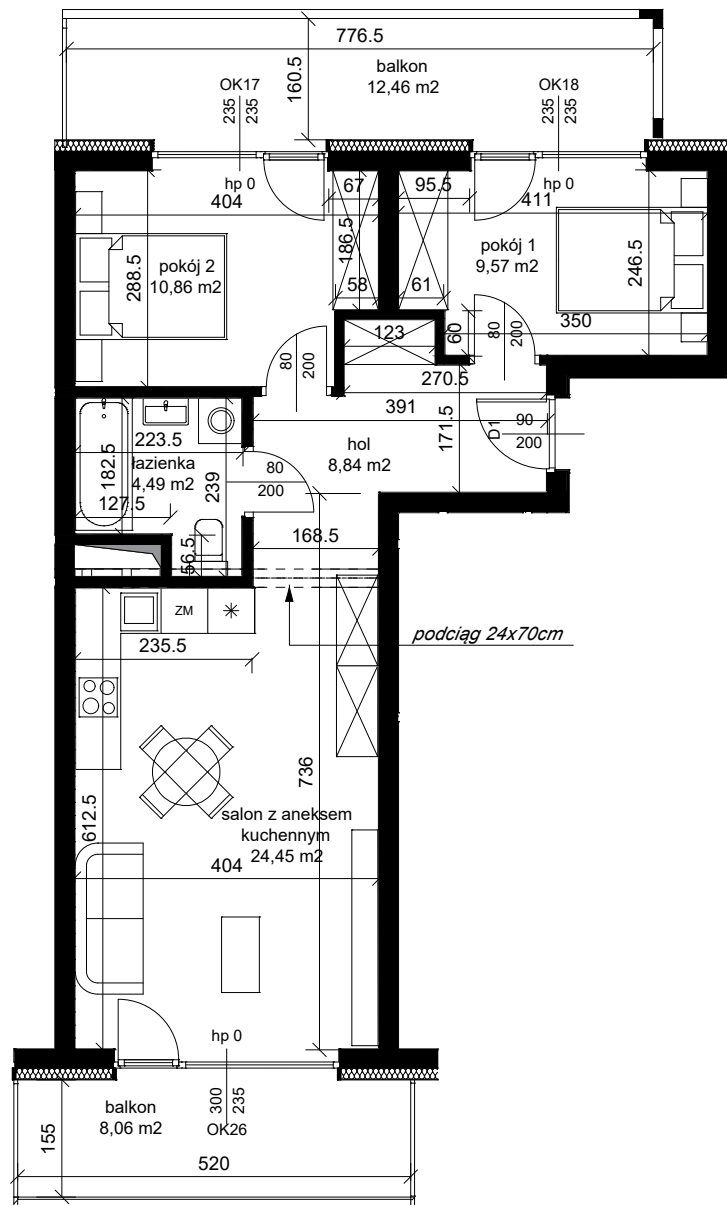 776.5
160.5
balkon
12,46 m2
OK17
235
235
OK18
235
235
hp 0
hp 0
404
67
95.5
411
186.5
288.5
pokój 2
10,86 m2
pokój 1
9,57 m2
246.5
58
61
350
123
60
80
200
80
200
270.5
391
171.5
D1
90
200
223.5
hol
8,84 m2
182.5
łazienka
4,49 m2
239
80
200
127.5
168.5
56.5
ZM
podciąg 24x70cm
235.5
736
612.5
salon z aneksem
kuchennym
24,45 m2
404
hp 0
300
235
OK26
balkon
8,06 m2
155
520